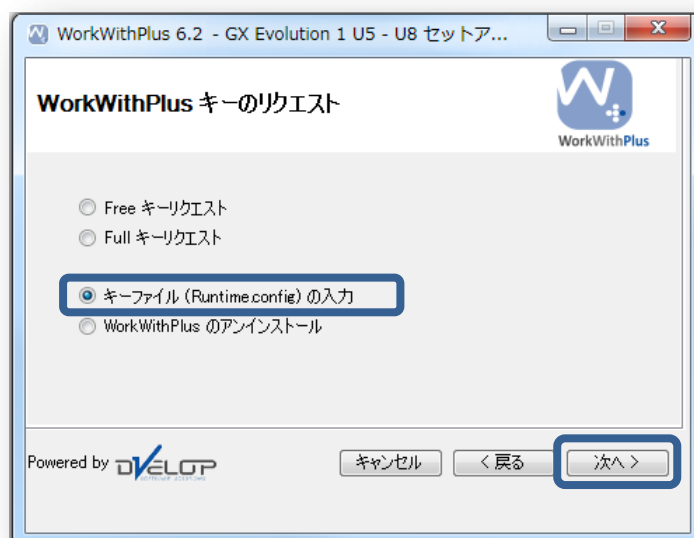 WorkWithPlus 6.2 - GX Evolution 1 U5 - U8 セットア...
WorkWithPlus キーのリクエスト
WorkWithPlus
Free キーリクエスト
Full キーリクエスト
キーファイル (Runtime.config) の入力
WorkWithPlus のアンインストール
Powered by DVELOP
キャンセル
< 戻る
次へ >